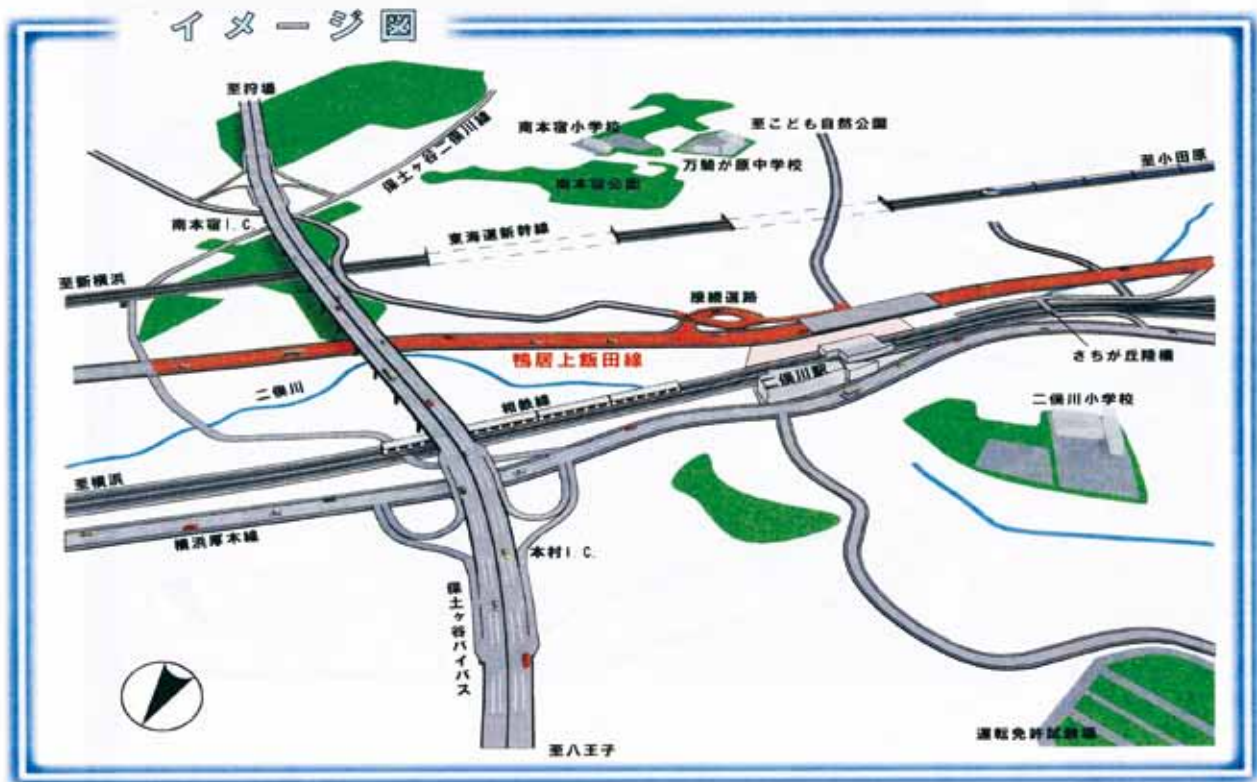 イメージ図
至狩場
保土ヶ谷二俣川線
南本宿小学校
至こども自然公園
万騎が原中学校
至小田原
南本宿公園
南本宿I.C.
東海道新幹線
至新横浜
接続道路
鴨居上飯田線
さちが丘陸橋
二俣川
二俣川駅
相鉄線
二俣川小学校
至横浜
横浜厚木線
本村I.C.
保土ヶ谷バイパス
運転免許試験場
至八王子